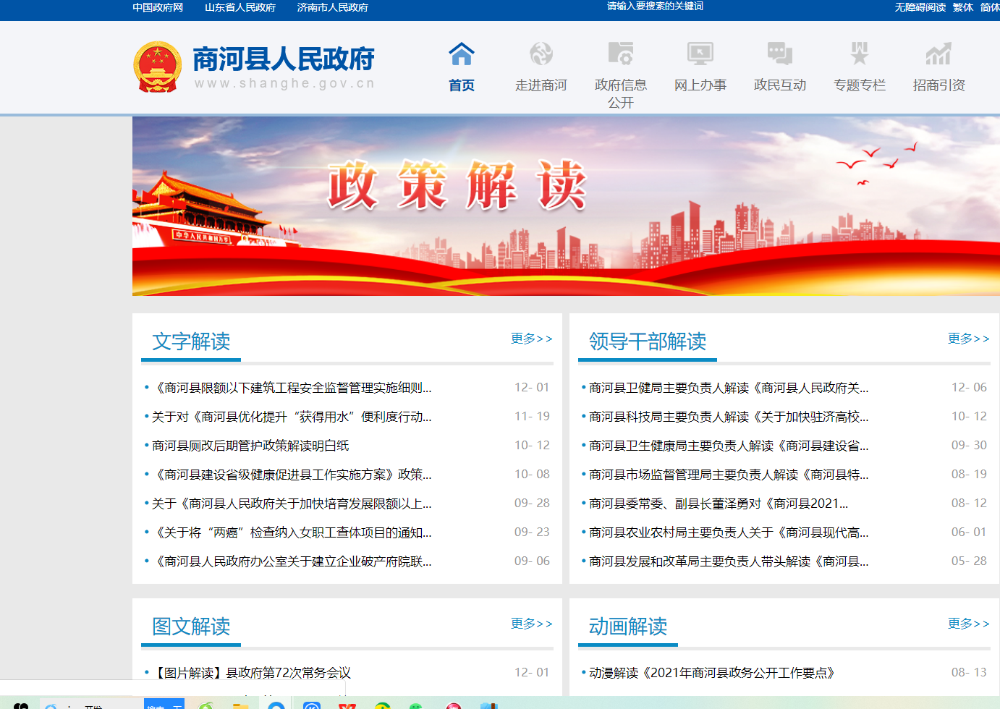 中国政府网 山东省人民政府 济南市人民政府 请输入要搜索的关键词 无障碍阅读 繁体 简体
商河县人民政府
www.shanghe.gov.cn
首页 走进商河 政府信息公开 网上办事 政民互动 专题专栏 招商引资
政策解读
中华人民共和国万岁
文字解读 更多>>
•《商河县限额以下建筑工程安全监督管理实施细则... 12- 01
•关于对《商河县优化提升“获得用水”便利度行动... 11- 19
•商河县厕改后期管护政策解读明白纸 10- 12
•《商河县建设省级健康促进县工作实施方案》政策... 10- 08
•关于《商河县人民政府关于加快培育发展限额以上... 09- 28
•《关于将“两癌”检查纳入女职工查体项目的通知... 09- 23
•《商河县人民政府办公室关于建立企业破产府院联... 09- 06
领导干部解读 更多>>
•商河县卫健局主要负责人解读《商河县人民政府关... 12- 06
•商河县科技局主要负责人解读《关于加快驻济高校... 10- 12
•商河县卫生健康局主要负责人解读《商河县建设省... 09- 30
•商河县市场监督管理局主要负责人解读《商河县特... 08- 19
•商河县委常委、副县长董泽勇对《商河县2021... 08- 12
•商河县农业农村局主要负责人关于《商河县现代高... 06- 01
•商河县发展和改革局主要负责人带头解读《商河县... 05- 28
图文解读 更多>>
•【图片解读】县政府第72次常务会议 12- 01
动画解读 更多>>
•动漫解读《2021年商河县政务公开工作要点》 08- 13